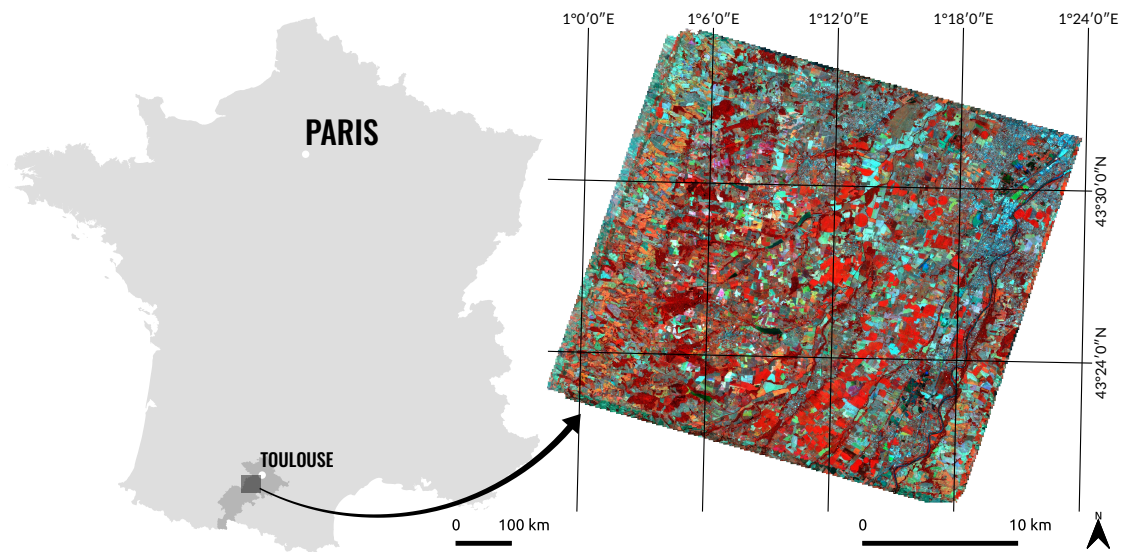 1°0′0″E 1°6′0″E 1°12′0″E 1°18′0″E 1°24′0″E
PARIS
43°30′0″N
43°24′0″N
TOULOUSE
0 100 km
0 10 km
N